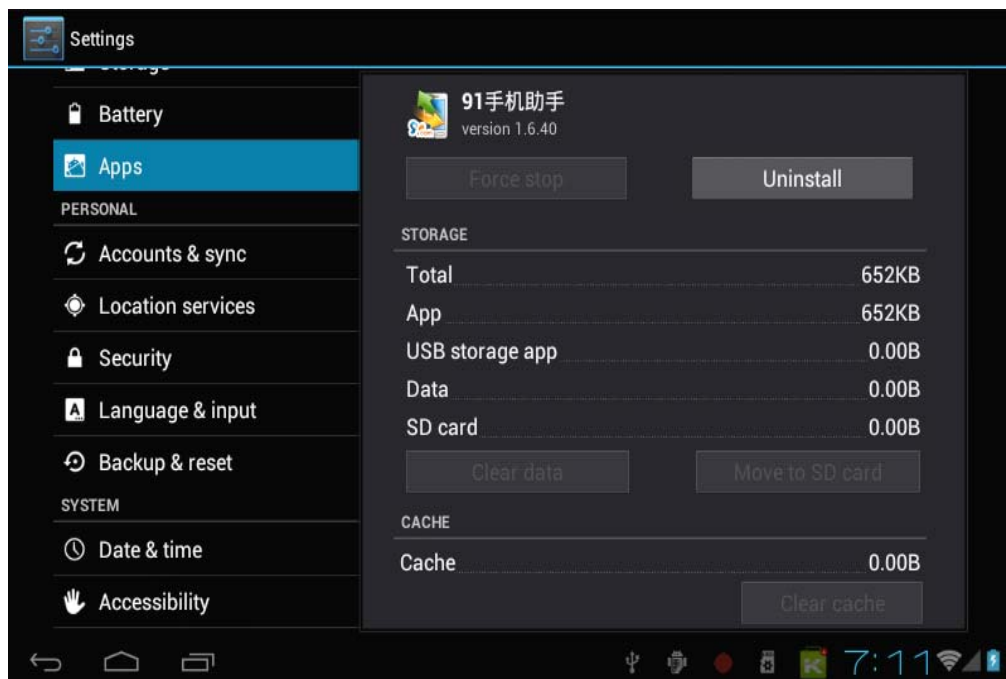 Settings
Battery
Apps
PERSONAL
Accounts & sync
Location services
Security
Language & input
Backup & reset
SYSTEM
Date & time
Accessibility
91手机助手
version 1.6.40
Force stop
Uninstall
STORAGE
Total 652KB
App 652KB
USB storage app 0.00B
Data 0.00B
SD card 0.00B
Clear data
Move to SD card
CACHE
Cache 0.00B
Clear cache
7:11